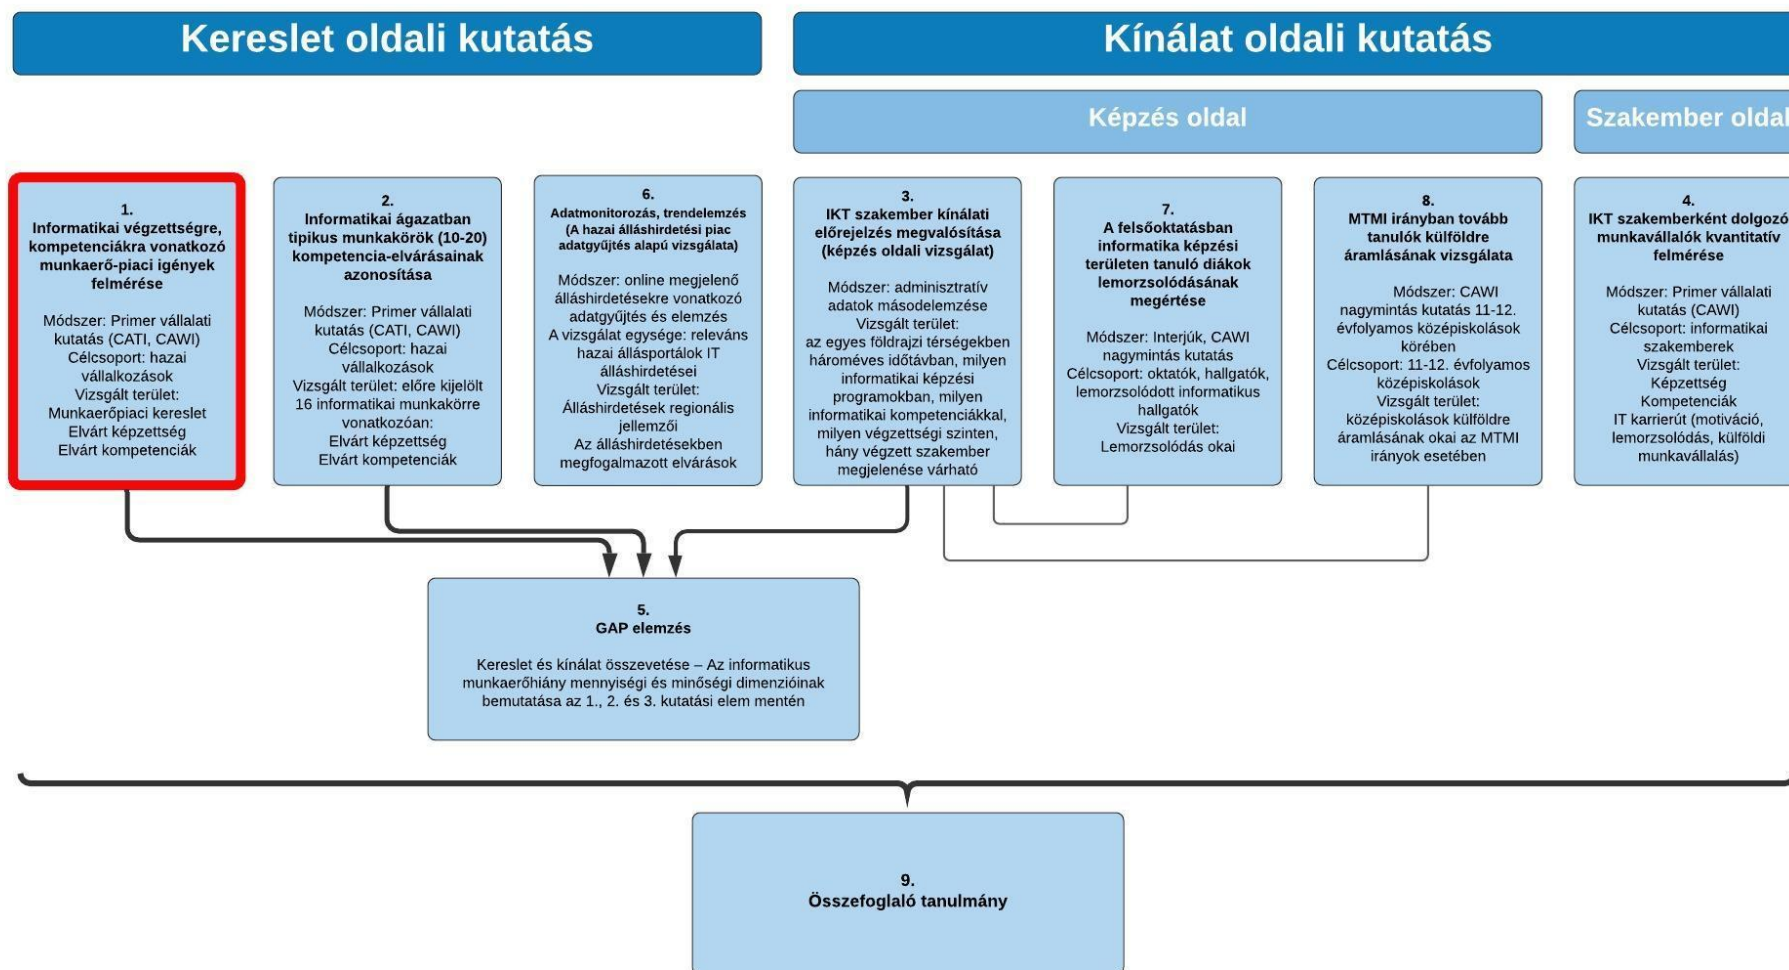 Kereslet oldali kutatás
Kínálat oldali kutatás
Képzés oldal
Szakember oldal
1.
Informatikai végzettségre,
kompetenciákra vonatkozó
munkaerő-piaci igények
felmérése
Módszer: Primer vállalati
kutatás (CATI, CAWI)
Célcsoport: hazai
vállalkozások
Vizsgált terület:
Munkaerőpiaci kereslet
Elvárt képzettség
Elvárt kompetenciák
2.
Informatikai ágazatban
tipikus munkakörök (10-20)
kompetencia-elvárásainak
azonosítása
Módszer: Primer vállalati
kutatás (CATI, CAWI)
Célcsoport: hazai
vállalkozások
Vizsgált terület: előre kijelölt
16 informatikai munkakörre
vonatkozóan:
Elvárt képzettség
Elvárt kompetenciák
6.
Adatmonitorozás, trendelemzés
(A hazai álláshirdetési piac
adatgyűjtés alapú vizsgálata)
Módszer: online megjelenő
álláshirdetésekre vonatkozó
adatgyűjtés és elemzés
A vizsgálat egysége: releváns
hazai állásportálok IT
álláshirdetései
Vizsgált terület:
Álláshirdetések regionális
jellemzői
Az álláshirdetésekben
megfogalmazott elvárások
3.
IKT szakember kínálati
előrejelzés megvalósítása
(képzés oldali vizsgálat)
Módszer: adminisztratív
adatok másodelemzése
Vizsgált terület:
az egyes földrajzi térségekben
hároméves időtávban, milyen
informatikai képzési
programokban, milyen
informatikai kompetenciákkal,
milyen végzettségi szinten,
hány végzett szakember
megjelenése várható
7.
A felsőoktatásban
informatika képzési
területen tanuló diákok
lemorzsolódásának
megértése
Módszer: Interjúk, CAWI
nagymintás kutatás
Célcsoport: oktatók, hallgatók,
lemorzsolódott informatikus
hallgatók
Vizsgált terület:
Lemorzsolódás okai
8.
MTMI irányban tovább
tanulók külföldre
áramlásának vizsgálata
Módszer: CAWI
nagymintás kutatás 11-12.
évfolyamos középiskolások
körében
Célcsoport: 11-12. évfolyamos
középiskolások
Vizsgált terület:
középiskolások külföldre
áramlásának okai az MTMI
irányok esetében
4.
IKT szakemberként dolgozó
munkavállalók kvantitatív
felmérése
Módszer: Primer vállalati
kutatás (CAWI)
Célcsoport: informatikai
szakemberek
Vizsgált terület:
Képzettség
Kompetenciák
IT karrierút (motiváció,
lemorzsolódás, külföldi
munkavállalás)
5.
GAP elemzés
Kereslet és kínálat összevetése – Az informatikus
munkaerőhiány mennyiségi és minőségi dimenzióinak
bemutatása az 1., 2. és 3. kutatási elem mentén
9.
Összefoglaló tanulmány